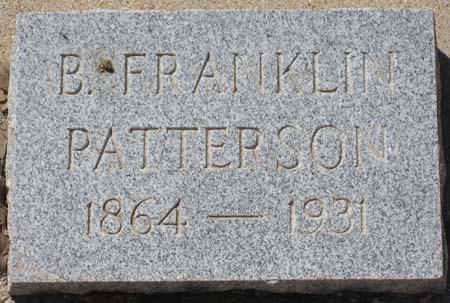 B. FRANKLIN
PATTERSON
1864 — 1931